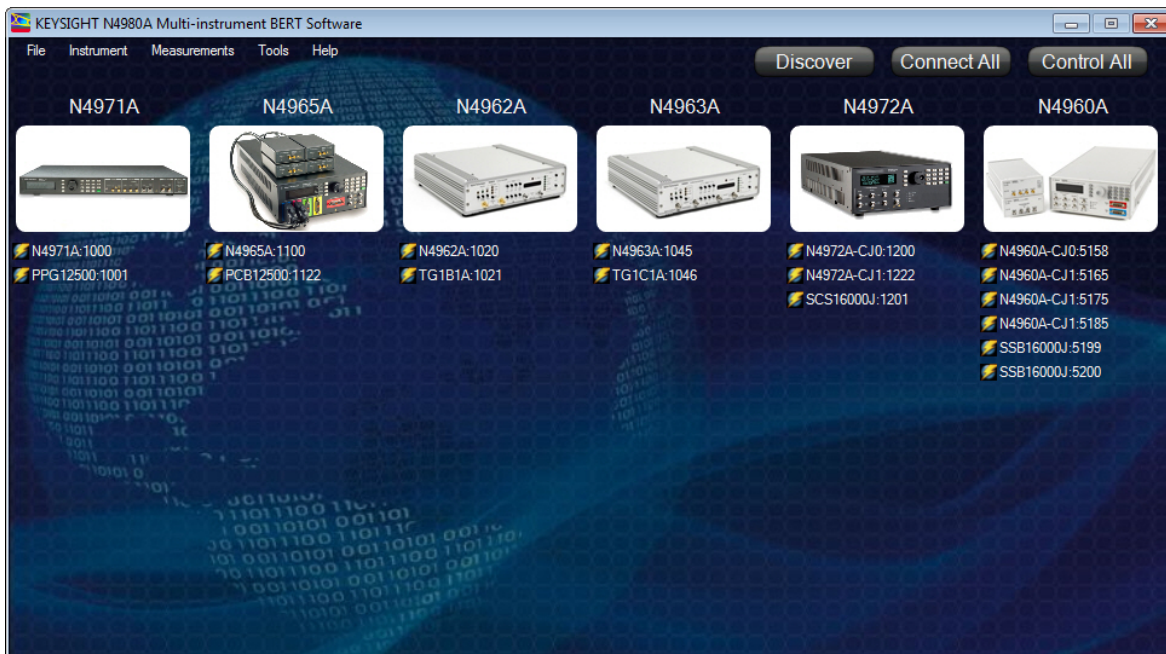 KEYSIGHT N4980A Multi-instrument BERT Software
File Instrument Measurements Tools Help
Discover Connect All Control All
N4971A N4965A N4962A N4963A N4972A N4960A
N4971A:1000 N4965A:1100 N4962A:1020 N4963A:1045 N4972A-CJ0:1200 N4960A-CJ0:5158
PPG12500:1001 PCB12500:1122 TG1B1A:1021 TG1C1A:1046 N4972A-CJ1:1222 N4960A-CJ1:5165
SCS16000J:1201 N4960A-CJ1:5175
N4960A-CJ1:5185
SSB16000J:5199
SSB16000J:5200